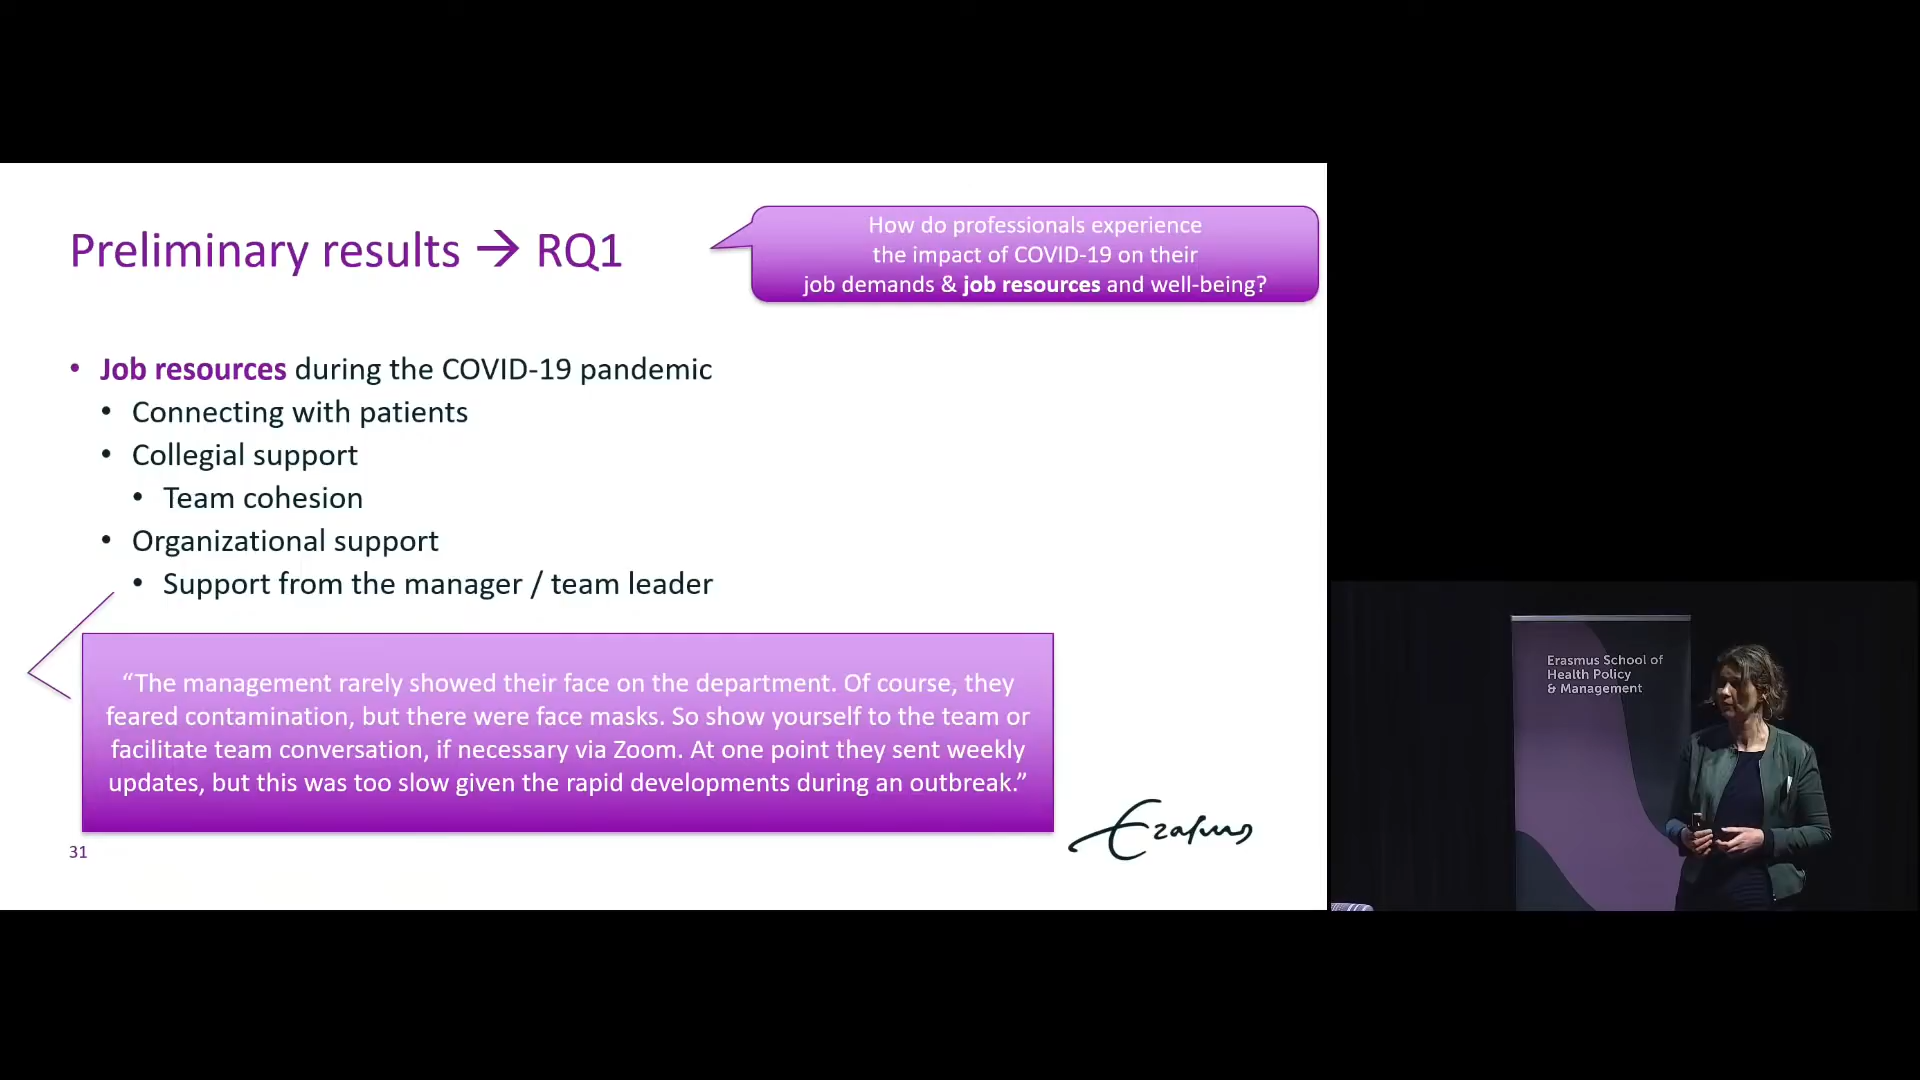 Preliminary results → RQ1
How do professionals experience
the impact of COVID-19 on their
job demands & job resources and well-being?
• Job resources during the COVID-19 pandemic
• Connecting with patients
• Collegial support
• Team cohesion
• Organizational support
• Support from the manager / team leader
“The management rarely showed their face on the department. Of course, they
feared contamination, but there were face masks. So show yourself to the team or
facilitate team conversation, if necessary via Zoom. At one point they sent weekly
updates, but this was too slow given the rapid developments during an outbreak.”
31
Erasmus
Erasmus School of
Health Policy
& Management